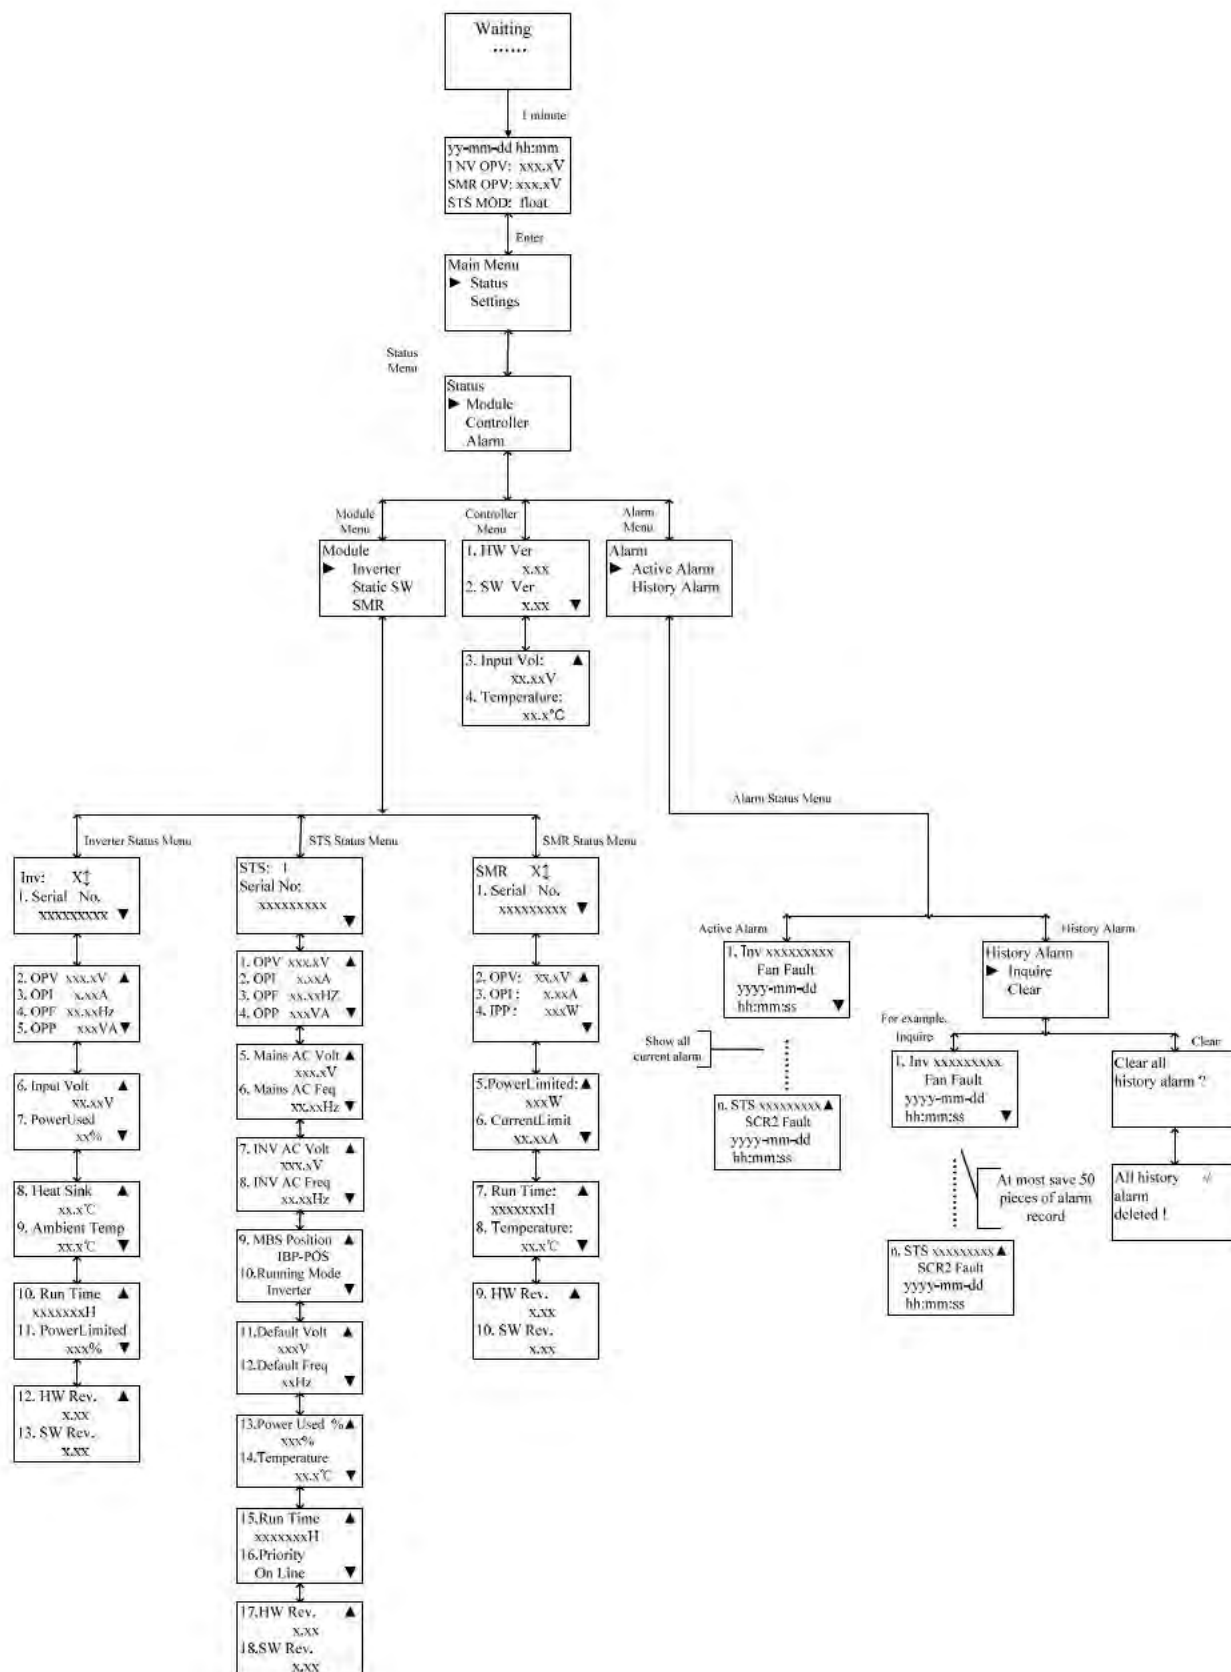 Waiting
......
1 minute
yy-mm-dd hh:mm
INV OPV: xxx.xV
SMR OPV: xxx.xV
STS MOD: float
Enter
Main Menu
► Status
Settings
Status
Menu
Status
► Module
Controller
Alarm
Module
Menu
Module
► Inverter
Static SW
SMR
Controller
Menu
1. HW Ver
x.xx
2. SW Ver
x.xx ▼
3. Input Vol: ▲
xx.xxV
4. Temperature:
xx.x℃
Alarm
Menu
Alarm
► Active Alarm
History Alarm
Inverter Status Menu
Inv: X↕
1. Serial No.
xxxxxxxxx ▼
2. OPV xxx.xV ▲
3. OPI x.xxA
4. OPF xx.xxHz
5. OPP xxxVA ▼
6. Input Volt ▲
xx.xxV
7. PowerUsed
xx% ▼
8. Heat Sink ▲
xx.x℃
9. Ambient Temp
xx.x℃ ▼
10. Run Time ▲
xxxxxxxH
11. PowerLimited
xxx% ▼
12. HW Rev. ▲
x.xx
13. SW Rev.
x.xx
STS Status Menu
STS: 1
Serial No:
xxxxxxxxx
▼
1. OPV xxx.xV ▲
2. OPI x.xxA
3. OPF xx.xxHZ
4. OPP xxxVA ▼
5. Mains AC Volt ▲
xxx.xV
6. Mains AC Feq
xx.xxHz ▼
7. INV AC Volt ▲
xxx.xV
8. INV AC Freq
xx.xxHz ▼
9. MBS Position ▲
IBP-POS
10.Running Mode
Inverter ▼
11.Default Volt ▲
xxxV
12.Default Freq
xxHz ▼
13.Power Used % ▲
xxx%
14.Temperature
xx.x℃ ▼
15.Run Time ▲
xxxxxxxH
16.Priority
On Line ▼
17.HW Rev. ▲
x.xx
18.SW Rev.
x.xx
SMR Status Menu
SMR X↕
1. Serial No.
xxxxxxxxx ▼
2. OPV: xx.xV ▲
3. OPI : x.xxA
4. IPP : xxxW
▼
5.PowerLimited: ▲
xxxW
6. CurrentLimit
xx.xxA ▼
7. Run Time: ▲
xxxxxxxH
8. Temperature:
xx.x℃ ▼
9. HW Rev. ▲
x.xx
10. SW Rev.
x.xx
Alarm Status Menu
Active Alarm
1. Inv xxxxxxxxx
Fan Fault
yyyy-mm-dd
hh:mm:ss ▼
Show all
current alarm
n. STS xxxxxxxxx ▲
SCR2 Fault
yyyy-mm-dd
hh:mm:ss
History Alarm
History Alarm
► Inquire
Clear
For example,
Inquire
1. Inv xxxxxxxxx
Fan Fault
yyyy-mm-dd
hh:mm:ss ▼
At most save 50
pieces of alarm
record
n. STS xxxxxxxxx ▲
SCR2 Fault
yyyy-mm-dd
hh:mm:ss
Clear
Clear all
history alarm ?
All history
alarm
deleted !